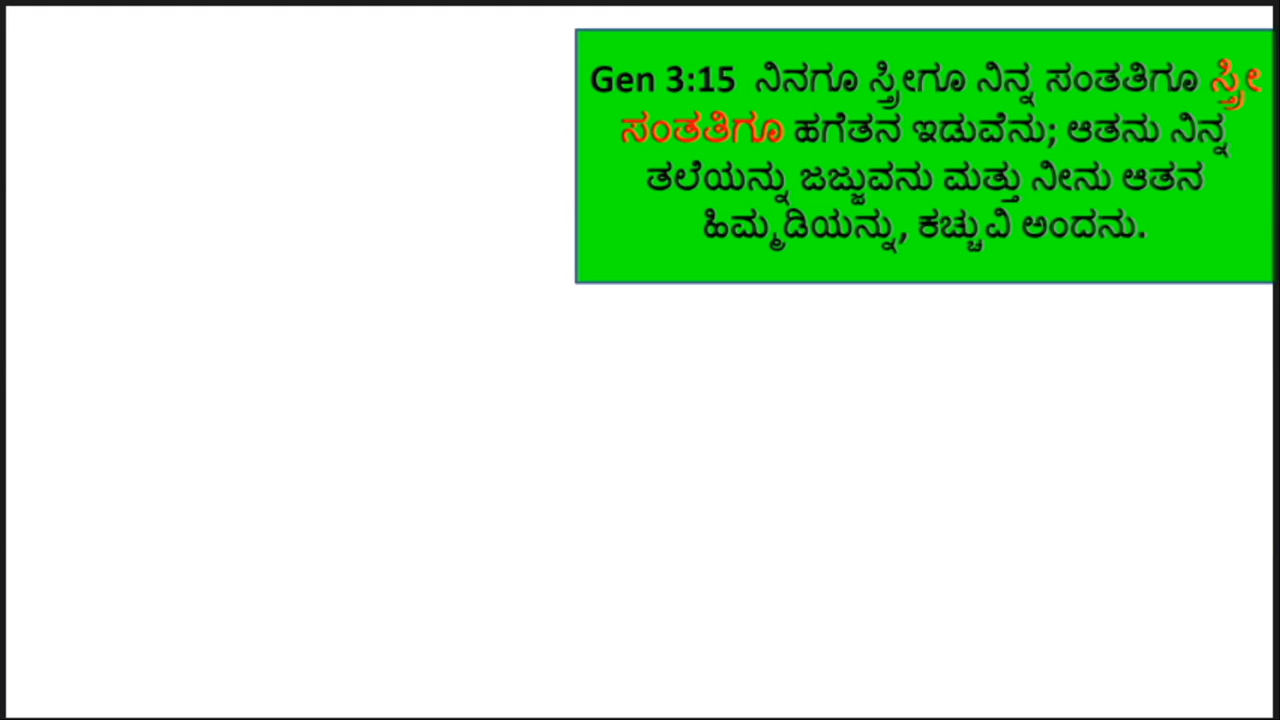 Gen 3:15 ನಿನಗೂ ಸ್ತ್ರೀಗೂ ನಿನ್ನ ಸಂತತಿಗೂ ಸ್ತ್ರೀ
ಸಂತತಿಗೂ ಹಗೆತನ ಇಡುವೆನು; ಆತನು ನಿನ್ನ
ತಲೆಯನ್ನು ಜಜ್ಜುವನು ಮತ್ತು ನೀನು ಆತನ
ಹಿಮ್ಮಡಿಯನ್ನು, ಕಚ್ಚುವಿ ಅಂದನು.